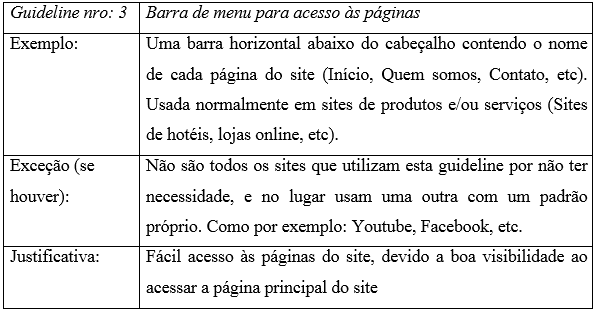 Guideline nro: 3 Barra de menu para acesso às páginas
Exemplo: Uma barra horizontal abaixo do cabeçalho contendo o nome
de cada página do site (Início, Quem somos, Contato, etc).
Usada normalmente em sites de produtos e/ou serviços (Sites
de hotéis, lojas online, etc).
Exceção (se Não são todos os sites que utilizam esta guideline por não ter
houver): necessidade, e no lugar usam uma outra com um padrão
próprio. Como por exemplo: Youtube, Facebook, etc.
Justificativa: Fácil acesso às páginas do site, devido a boa visibilidade ao
acessar a página principal do site